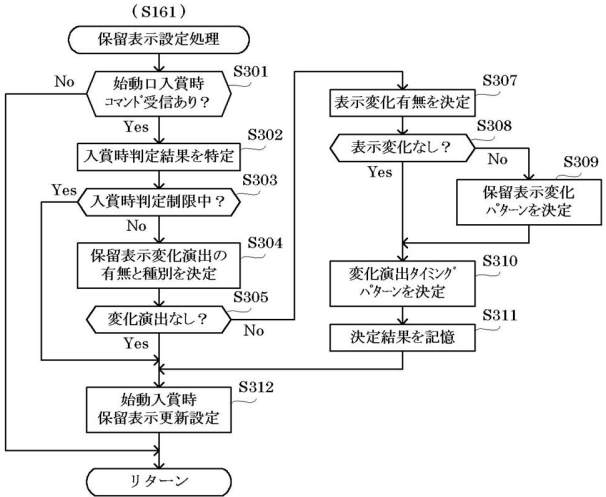 (S161)
保留表示設定処理
No
始動口入賞時
コマンド受信あり？
S301
Yes
入賞時判定結果を特定
S302
Yes
入賞時判定制限中？
S303
No
保留表示変化演出の
有無と種別を決定
S304
変化演出なし？
S305
No
Yes
始動入賞時
保留表示更新設定
S312
リターン
表示変化有無を決定
S307
表示変化なし？
S308
No
Yes
保留表示変化
パターンを決定
S309
変化演出タイミング
パターンを決定
S310
決定結果を記憶
S311